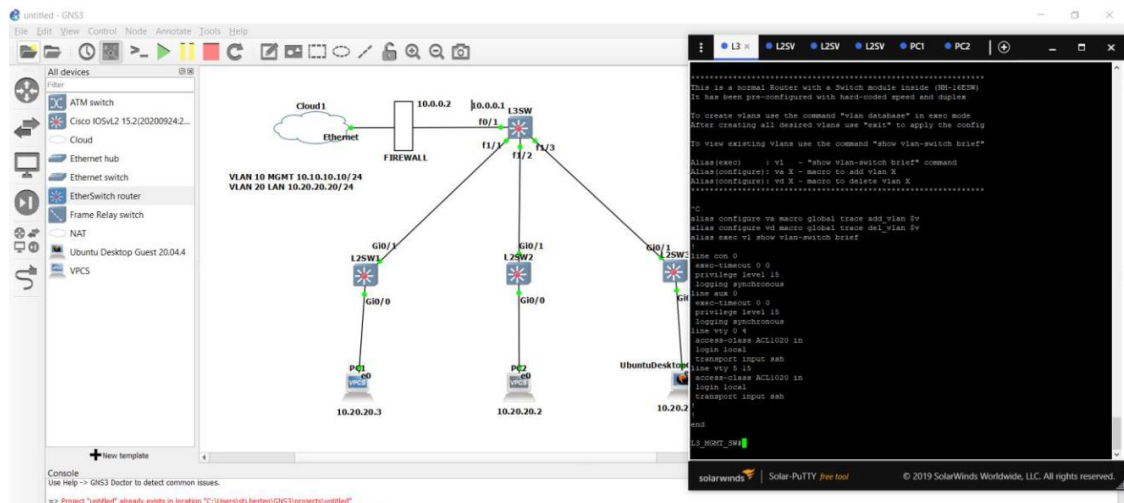 untitled - GNS3
File Edit View Control Node Annotate Tools Help
All devices
Filter
ATM switch
Cisco IOSvL2 15.2(20200924:2...
Cloud
Ethernet hub
Ethernet switch
EtherSwitch router
Frame Relay switch
NAT
Ubuntu Desktop Guest 20.04.4
VPCS
New template
Cloud1
Ethernet
10.0.0.2
FIREWALL
10.0.0.1
L3SW
f0/1
f1/1
f1/2
f1/3
VLAN 10 MGMT 10.10.10.10/24
VLAN 20 LAN 10.20.20.20/24
Gi0/1
L2SW1
Gi0/0
Gi0/1
L2SW2
Gi0/0
Gi0/1
L2SW3
PC1
e0
VPCS
10.20.20.3
PC2
e0
VPCS
10.20.20.2
L3
L2SV
L2SV
L2SV
PC1
PC2
****************************************************************
This is a normal Router with a Switch module inside (NM-16ESW)
It has been pre-configured with hard-coded speed and duplex
To create vlans use the command "vlan database" in exec mode
After creating all desired vlans use "exit" to apply the config
To view existing vlans use the command "show vlan-switch brief"
Alias(exec) : vl - "show vlan-switch brief" command
Alias(configure): va X - macro to add vlan X
Alias(configure): vd X - macro to delete vlan X
****************************************************************
^C
alias configure va macro global trace add_vlan $v
alias configure vd macro global trace del_vlan $v
alias exec vl show vlan-switch brief
!
line con 0
exec-timeout 0 0
privilege level 15
logging synchronous
line aux 0
exec-timeout 0 0
privilege level 15
logging synchronous
line vty 0 4
access-class ACL1020 in
login local
transport input ssh
line vty 5 15
access-class ACL1020 in
login local
transport input ssh
!
!
end
L3_MGMT_SW#
solarwinds Solar-PuTTY free tool
© 2019 SolarWinds Worldwide, LLC. All rights reserved.
Console
Use Help -> GNS3 Doctor to detect common issues.